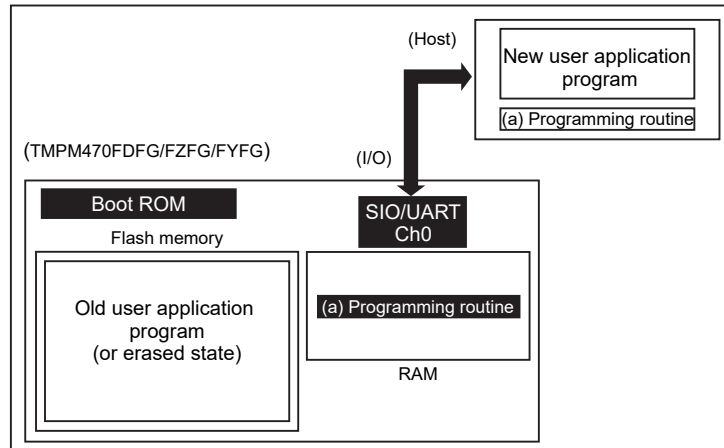 (Host)
New user application
program
(a) Programming routine
(TMPM470FDFG/FZFG/FYFG)
(I/O)
Boot ROM
SIO/UART
Ch0
Flash memory
Old user application
program
(or erased state)
(a) Programming routine
RAM